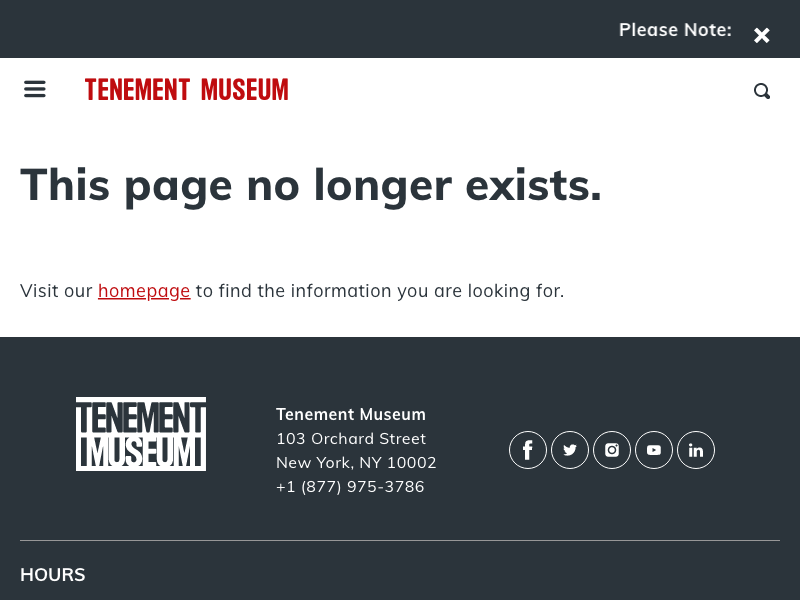 Please Note:
TENEMENT MUSEUM
This page no longer exists.
Visit our homepage to find the information you are looking for.
TENEMENT
MUSEUM
Tenement Museum
103 Orchard Street
New York, NY 10002
+1 (877) 975-3786
HOURS